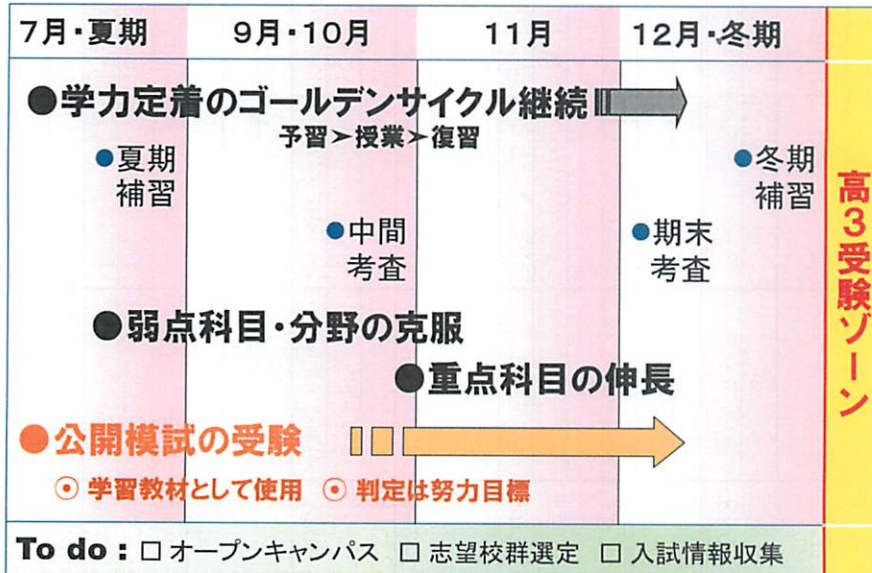 7月・夏期 9月・10月 11月 12月・冬期
●学力定着のゴールデンサイクル継続
予習＞授業＞復習
●夏期
補習
●冬期
補習
●中間
考査
●期末
考査
●弱点科目・分野の克服
●重点科目の伸長
●公開模試の受験
⦿ 学習教材として使用 ⦿ 判定は努力目標
To do : □ オープンキャンパス □ 志望校群選定 □ 入試情報収集
高3受験ゾーン